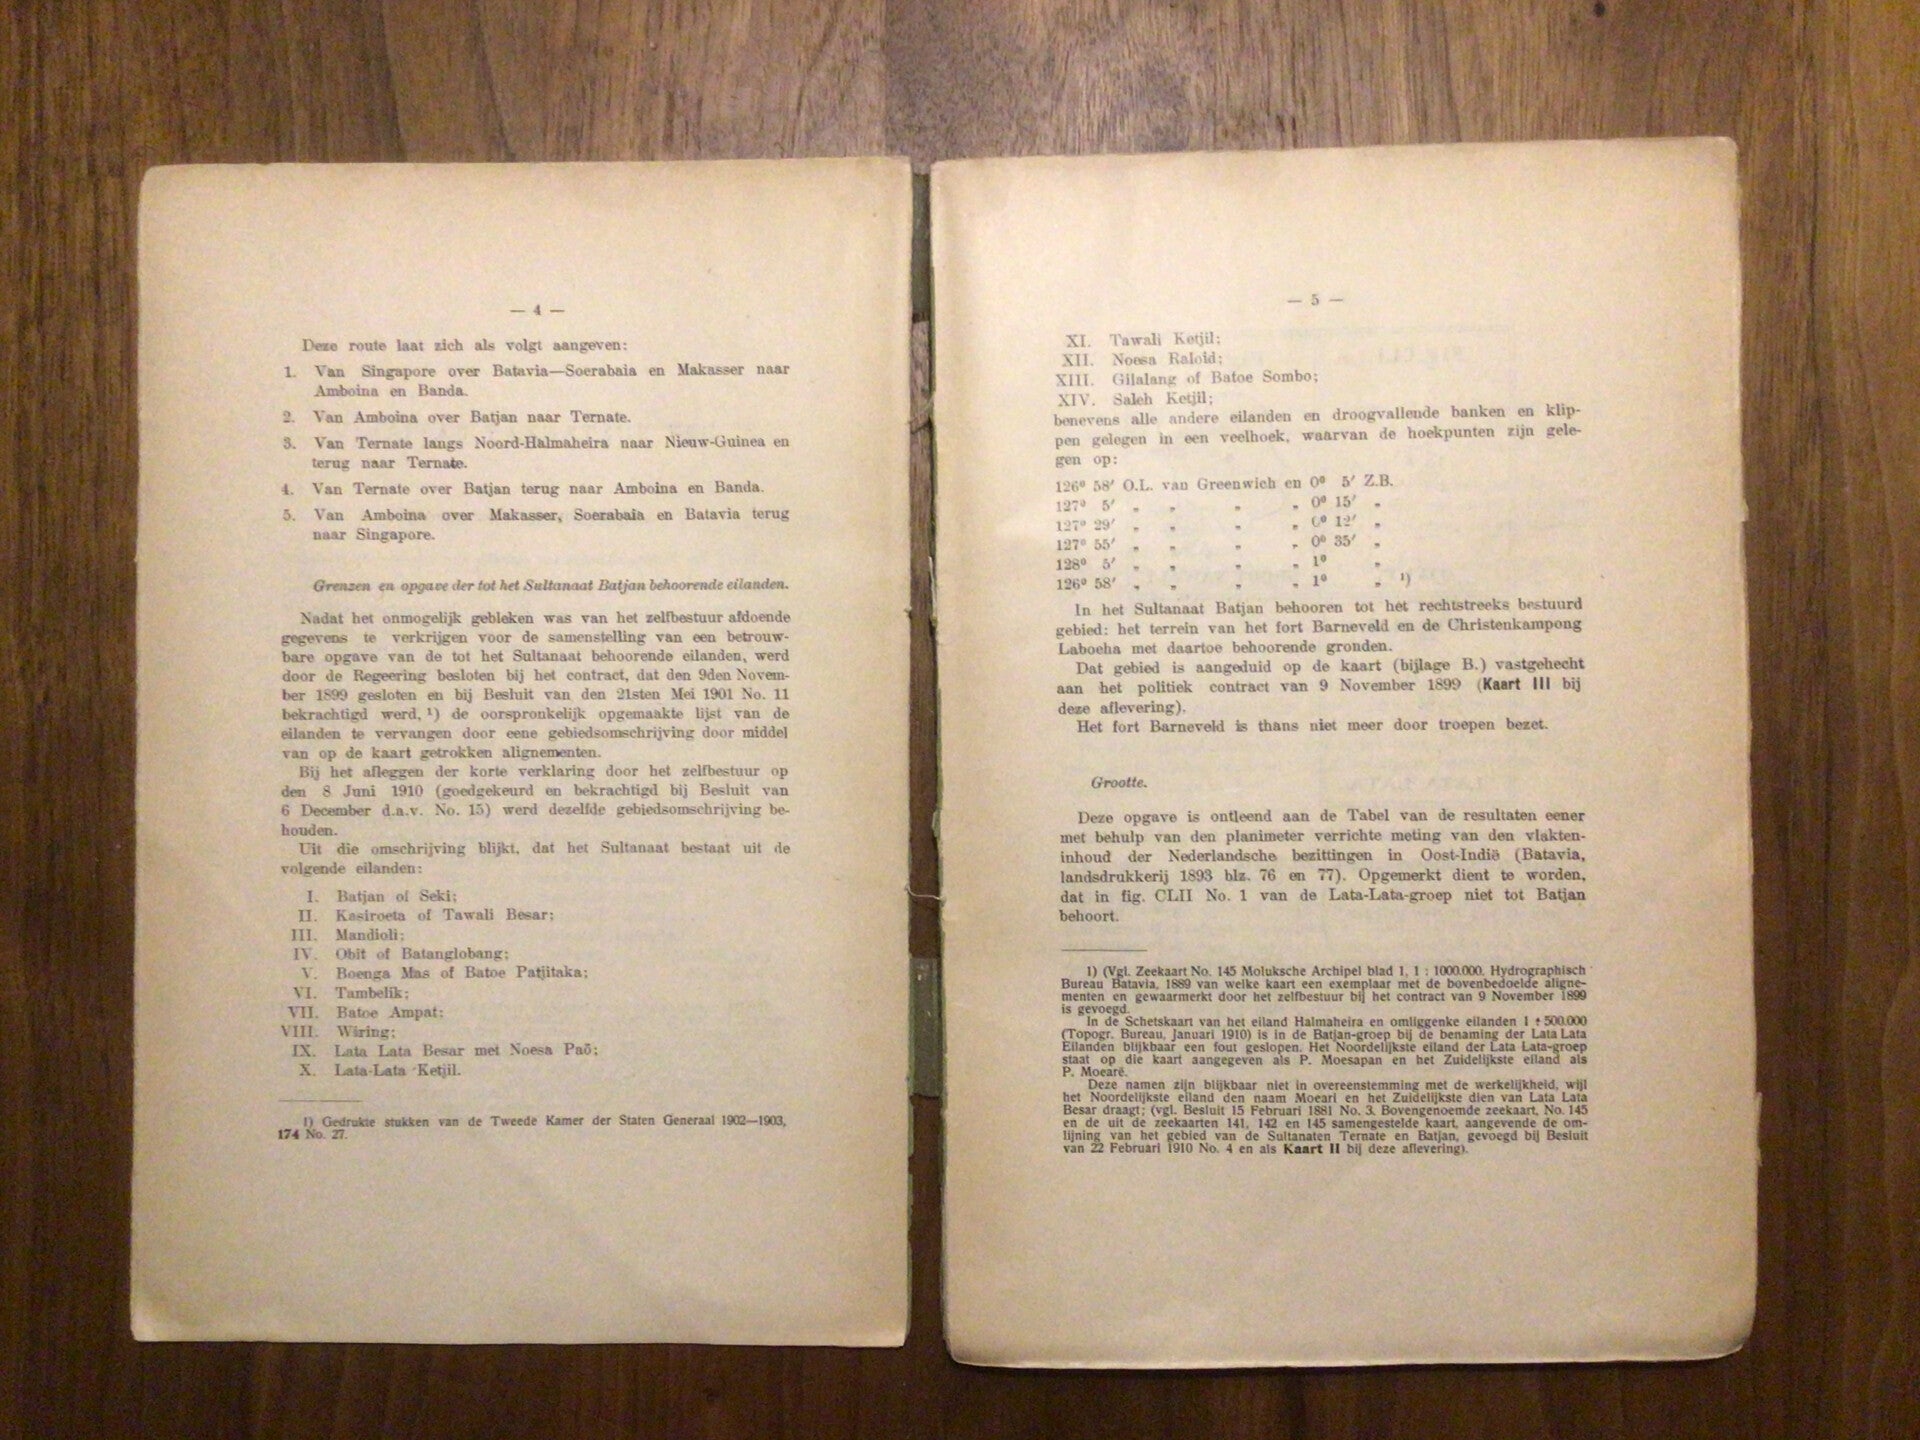 — 4 —
Deze route laat zich als volgt aangeven:
1. Van Singapore over Batavia—Soerabaia en Makasser naar
Amboina en Banda.
2. Van Amboina over Batjan naar Ternate.
3. Van Ternate langs Noord-Halmaheira naar Nieuw-Guinea en
terug naar Ternate.
4. Van Ternate over Batjan terug naar Amboina en Banda.
5. Van Amboina over Makasser, Soerabaia en Batavia terug
naar Singapore.
Grenzen en opgave der tot het Sultanaat Batjan behoorende eilanden.
Nadat het onmogelijk gebleken was van het zelfbestuur afdoende
gegevens te verkrijgen voor de samenstelling van een betrouw-
bare opgave van de tot het Sultanaat behoorende eilanden, werd
door de Regeering besloten bij het contract, dat den 9den Novem-
ber 1899 gesloten en bij Besluit van den 21sten Mei 1901 No. 11
bekrachtigd werd, ¹) de oorspronkelijk opgemaakte lijst van de
eilanden te vervangen door eene gebiedsomschrijving door middel
van op de kaart getrokken alignementen.
Bij het afleggen der korte verklaring door het zelfbestuur op
den 8 Juni 1910 (goedgekeurd en bekrachtigd bij Besluit van
6 December d.a.v. No. 15) werd dezelfde gebiedsomschrijving be-
houden.
Uit die omschrijving blijkt, dat het Sultanaat bestaat uit de
volgende eilanden:
I. Batjan of Seki;
II. Kasiroeta of Tawali Besar;
III. Mandioli;
IV. Obit of Batanglobang;
V. Boenga Mas of Batoe Patjitaka;
VI. Tambelik;
VII. Batoe Ampat;
VIII. Wiring;
IX. Lata Lata Besar met Noesa Paö;
X. Lata-Lata Ketjil.
1) Gedrukte stukken van de Tweede Kamer der Staten Generaal 1902—1903,
174 No. 27.
— 5 —
XI. Tawali Ketjil;
XII. Noesa Raloid;
XIII. Gilalang of Batoe Sombo;
XIV. Saleh Ketjil;
benevens alle andere eilanden en droogvallende banken en klip-
pen gelegen in een veelhoek, waarvan de hoekpunten zijn gele-
gen op:
126° 58′ O.L. van Greenwich en 0° 5′ Z.B.
127° 5′ „ „ „ „ 0° 15′ „
127° 29′ „ „ „ „ 0° 12′ „
127° 55′ „ „ „ „ 0° 35′ „
128° 5′ „ „ „ „ 1° „
126° 58′ „ „ „ „ 1° „ ¹)
In het Sultanaat Batjan behooren tot het rechtstreeks bestuurd
gebied: het terrein van het fort Barneveld en de Christenkampong
Laboeha met daartoe behoorende gronden.
Dat gebied is aangeduid op de kaart (bijlage B.) vastgehecht
aan het politiek contract van 9 November 1899 (Kaart III bij
deze aflevering).
Het fort Barneveld is thans niet meer door troepen bezet.
Grootte.
Deze opgave is ontleend aan de Tabel van de resultaten eener
met behulp van den planimeter verrichte meting van den vlakten-
inhoud der Nederlandsche bezittingen in Oost-Indië (Batavia,
landsdrukkerij 1893 blz. 76 en 77). Opgemerkt dient te worden,
dat in fig. CLII No. 1 van de Lata-Lata-groep niet tot Batjan
behoort.
1) (Vgl. Zeekaart No. 145 Moluksche Archipel blad 1, 1 : 1000.000. Hydrographisch
Bureau Batavia, 1889 van welke kaart een exemplaar met de bovenbedoelde aligne-
menten en gewaarmerkt door het zelfbestuur bij het contract van 9 November 1899
is gevoegd.
In de Schetskaart van het eiland Halmaheira en omliggenke eilanden 1 : 500.000
(Topogr. Bureau, Januari 1910) is in de Batjan-groep bij de benaming der Lata Lata
Eilanden blijkbaar een fout geslopen. Het Noordelijkste eiland der Lata Lata-groep
staat op die kaart aangegeven als P. Moesapan en het Zuidelijkste eiland als
P. Moearé.
Deze namen zijn blijkbaar niet in overeenstemming met de werkelijkheid, wijl
het Noordelijkste eiland den naam Moeari en het Zuidelijkste dien van Lata Lata
Besar draagt; (vgl. Besluit 15 Februari 1881 No. 3. Bovengenoemde zeekaart, No. 145
en de uit de zeekaarten 141, 142 en 145 samengestelde kaart, aangevende de om-
lijning van het gebied van de Sultanaten Ternate en Batjan, gevoegd bij Besluit
van 22 Februari 1910 No. 4 en als Kaart II bij deze aflevering).